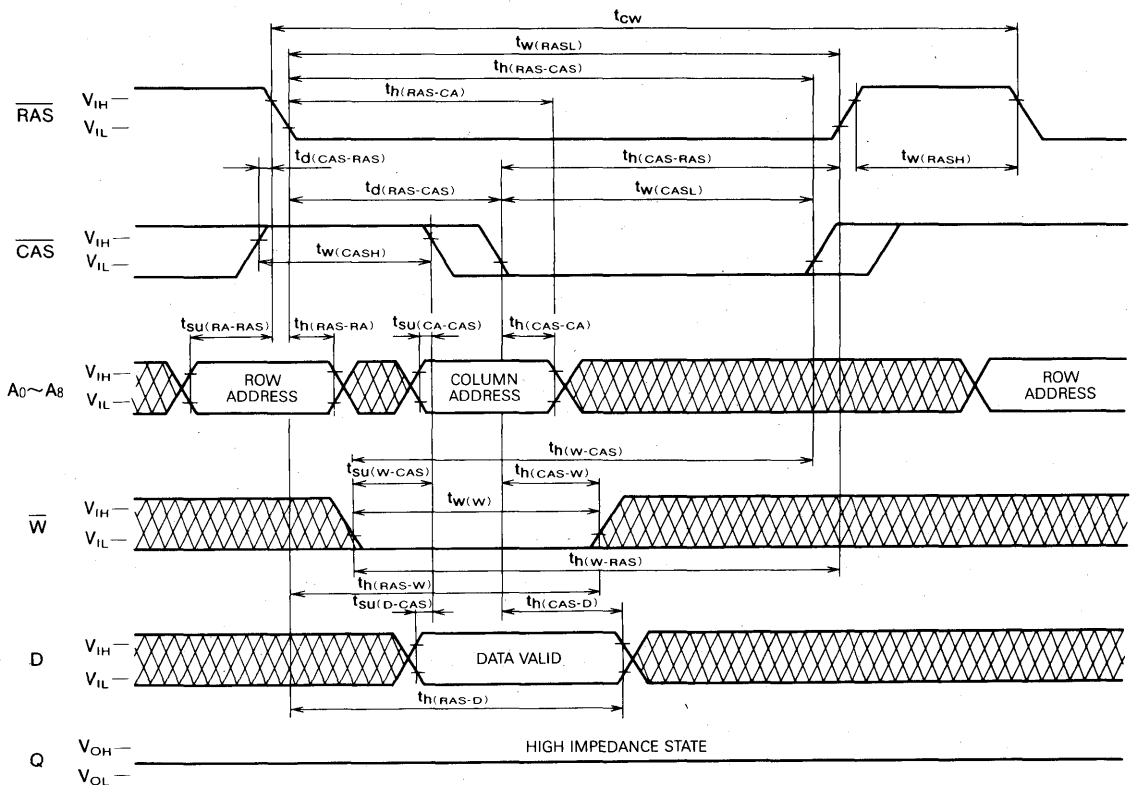 tCW
tW(RASL)
th(RAS-CAS)
th(RAS-CA)
RAS
VIH
VIL
td(CAS-RAS)
th(CAS-RAS)
tW(RASH)
td(RAS-CAS)
tW(CASL)
CAS
VIH
VIL
tW(CASH)
tsu(RA-RAS)
th(RAS-RA)
tsu(CA-CAS)
th(CAS-CA)
A0~A8
VIH
VIL
ROW ADDRESS
COLUMN ADDRESS
ROW ADDRESS
th(W-CAS)
tsu(W-CAS)
th(CAS-W)
tW(W)
W
VIH
VIL
th(W-RAS)
th(RAS-W)
tsu(D-CAS)
th(CAS-D)
D
VIH
VIL
DATA VALID
th(RAS-D)
Q
VOH
HIGH IMPEDANCE STATE
VOL